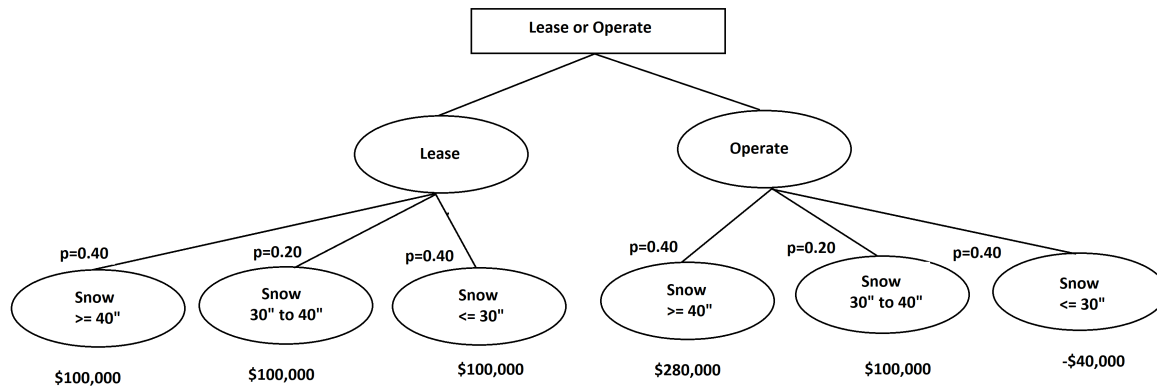 Lease or Operate
Lease
Operate
p=0.40
p=0.20
p=0.40
p=0.40
p=0.20
p=0.40
Snow
>= 40"
Snow
30" to 40"
Snow
<= 30"
Snow
>= 40"
Snow
30" to 40"
Snow
<= 30"
$100,000
$100,000
$100,000
$280,000
$100,000
-$40,000